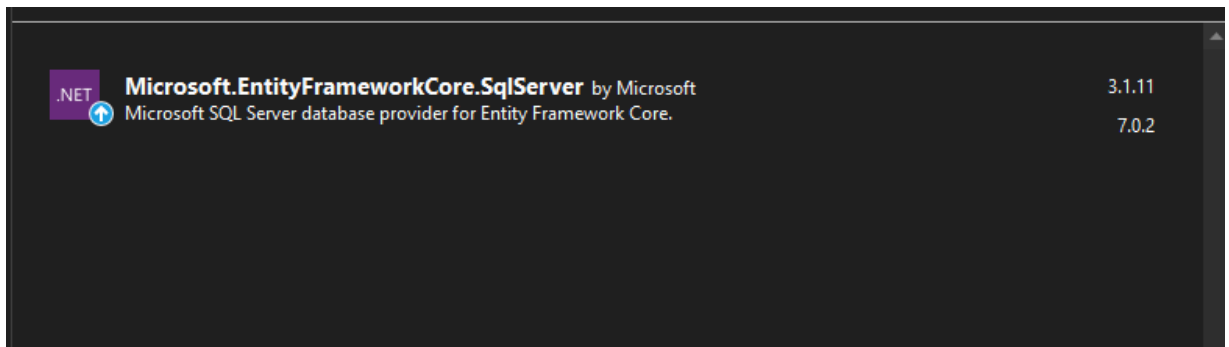 .NET
Microsoft.EntityFrameworkCore.SqlServer by Microsoft 3.1.11
Microsoft SQL Server database provider for Entity Framework Core.
7.0.2